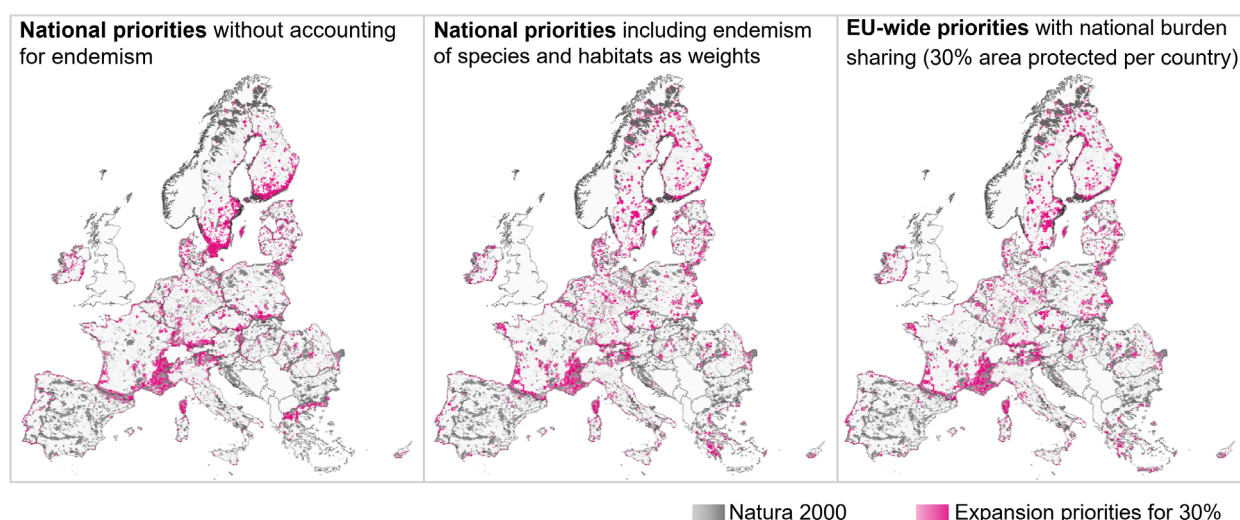 National priorities without accounting
for endemism
National priorities including endemism
of species and habitats as weights
EU-wide priorities with national burden
sharing (30% area protected per country)
Natura 2000
Expansion priorities for 30%